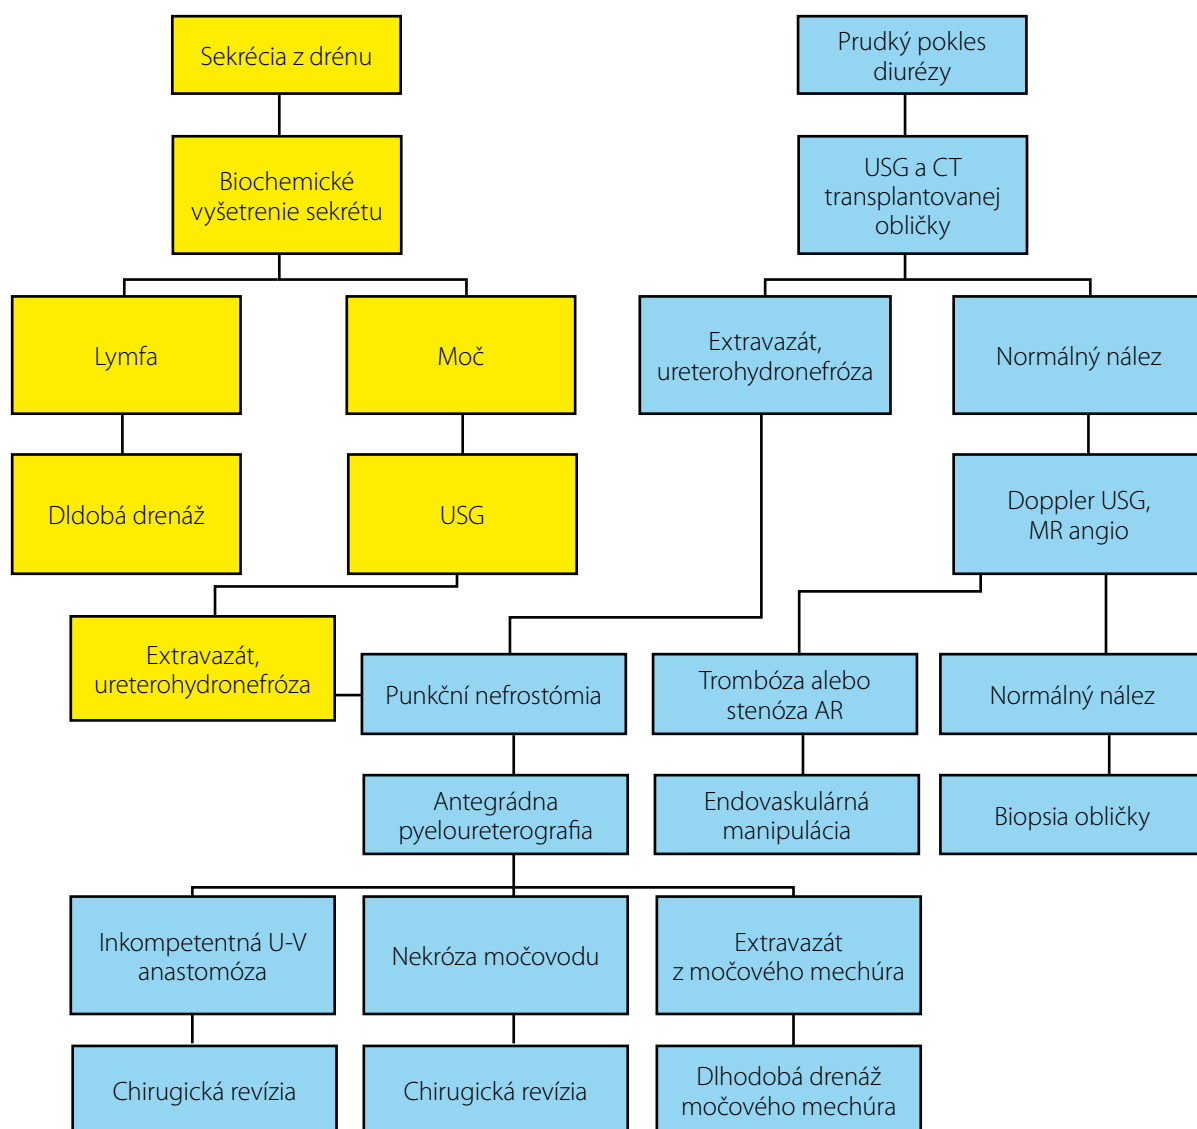 Sekrécia z drénu
Prudký pokles
diurézy
Biochemické
vyšetrenie sekrétu
USG a CT
transplantovanej
obličky
Lymfa
Moč
Extravazát,
ureterohydronefróza
Normálný nález
Dldobá drenáž
USG
Doppler USG,
MR angio
Extravazát,
ureterohydronefróza
Punkční nefrostómia
Trombóza alebo
stenóza AR
Normálný nález
Antegrádna
pyeloureterografia
Endovaskulárná
manipulácia
Biopsia obličky
Inkompetentná U-V
anastomóza
Nekróza močovodu
Extravazát
z močového mechúra
Chirugická revízia
Chirugická revízia
Dlhodobá drenáž
močového mechúra